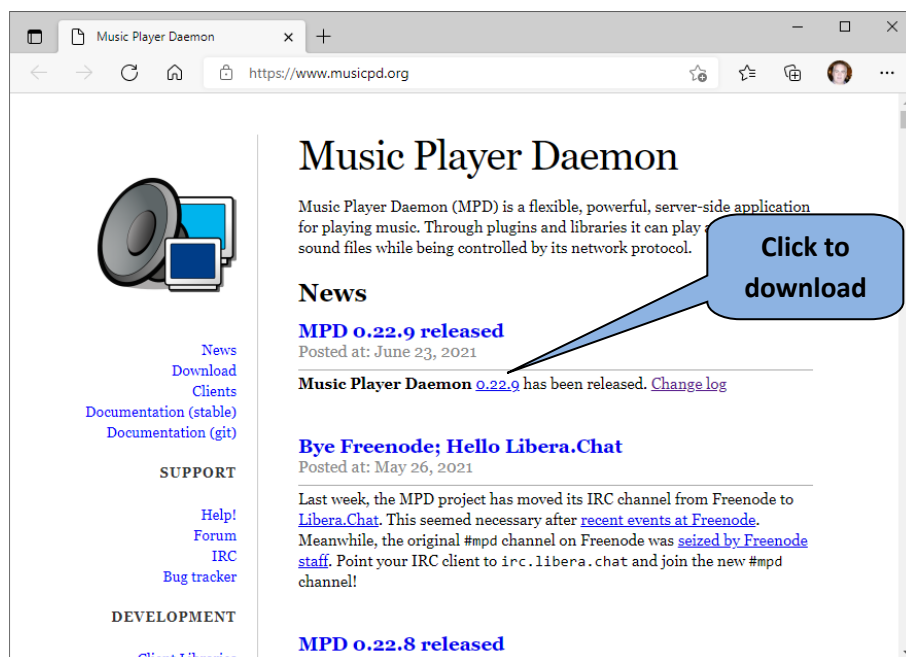 Music Player Daemon
https://www.musicpd.org
Music Player Daemon
Music Player Daemon (MPD) is a flexible, powerful, server-side application
for playing music. Through plugins and libraries it can play a
sound files while being controlled by its network protocol.
Click to
download
News
MPD 0.22.9 released
Posted at: June 23, 2021
Music Player Daemon 0.22.9 has been released. Change log
Bye Freenode; Hello Libera.Chat
Posted at: May 26, 2021
Last week, the MPD project has moved its IRC channel from Freenode to
Libera.Chat. This seemed necessary after recent events at Freenode.
Meanwhile, the original #mpd channel on Freenode was seized by Freenode
staff. Point your IRC client to irc.libera.chat and join the new #mpd
channel!
MPD 0.22.8 released
News
Download
Clients
Documentation (stable)
Documentation (git)
SUPPORT
Help!
Forum
IRC
Bug tracker
DEVELOPMENT